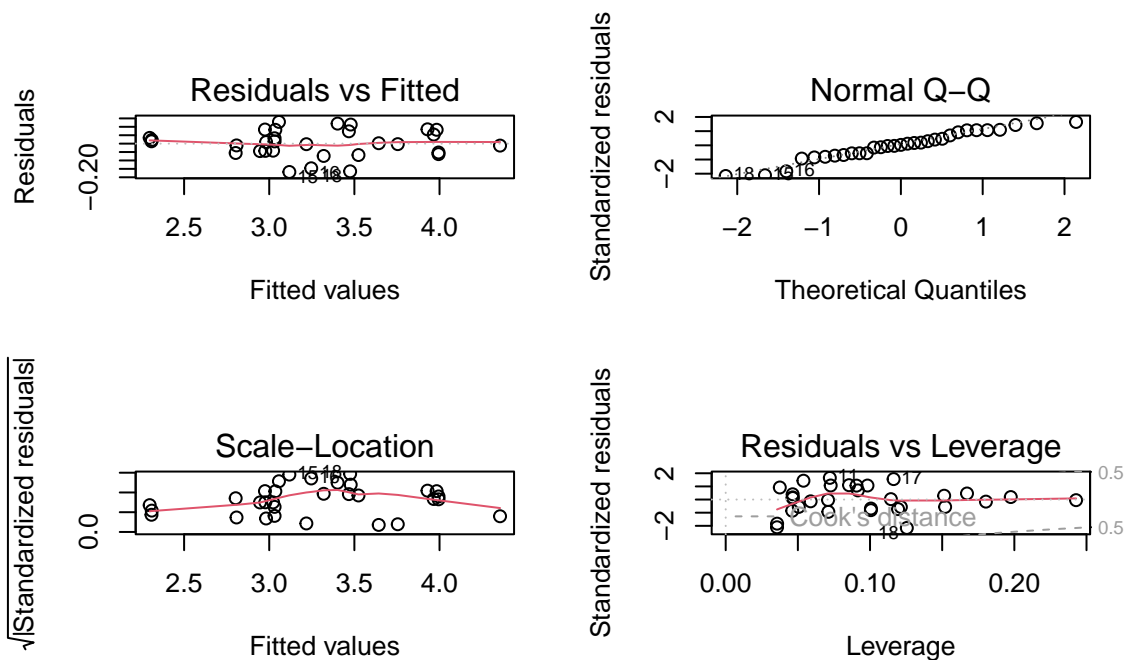 Residuals vs Fitted
Residuals
−0.20
15 16
18
2.5 3.0 3.5 4.0
Fitted values
Normal Q−Q
Standardized residuals
2
−2
18 15 16
−2 −1 0 1 2
Theoretical Quantiles
Scale−Location
√|Standardized residuals|
0.0
15 18
16
2.5 3.0 3.5 4.0
Fitted values
Residuals vs Leverage
Standardized residuals
2
−2
11 17
18
Cook's distance
0.5
0.5
0.00 0.10 0.20
Leverage